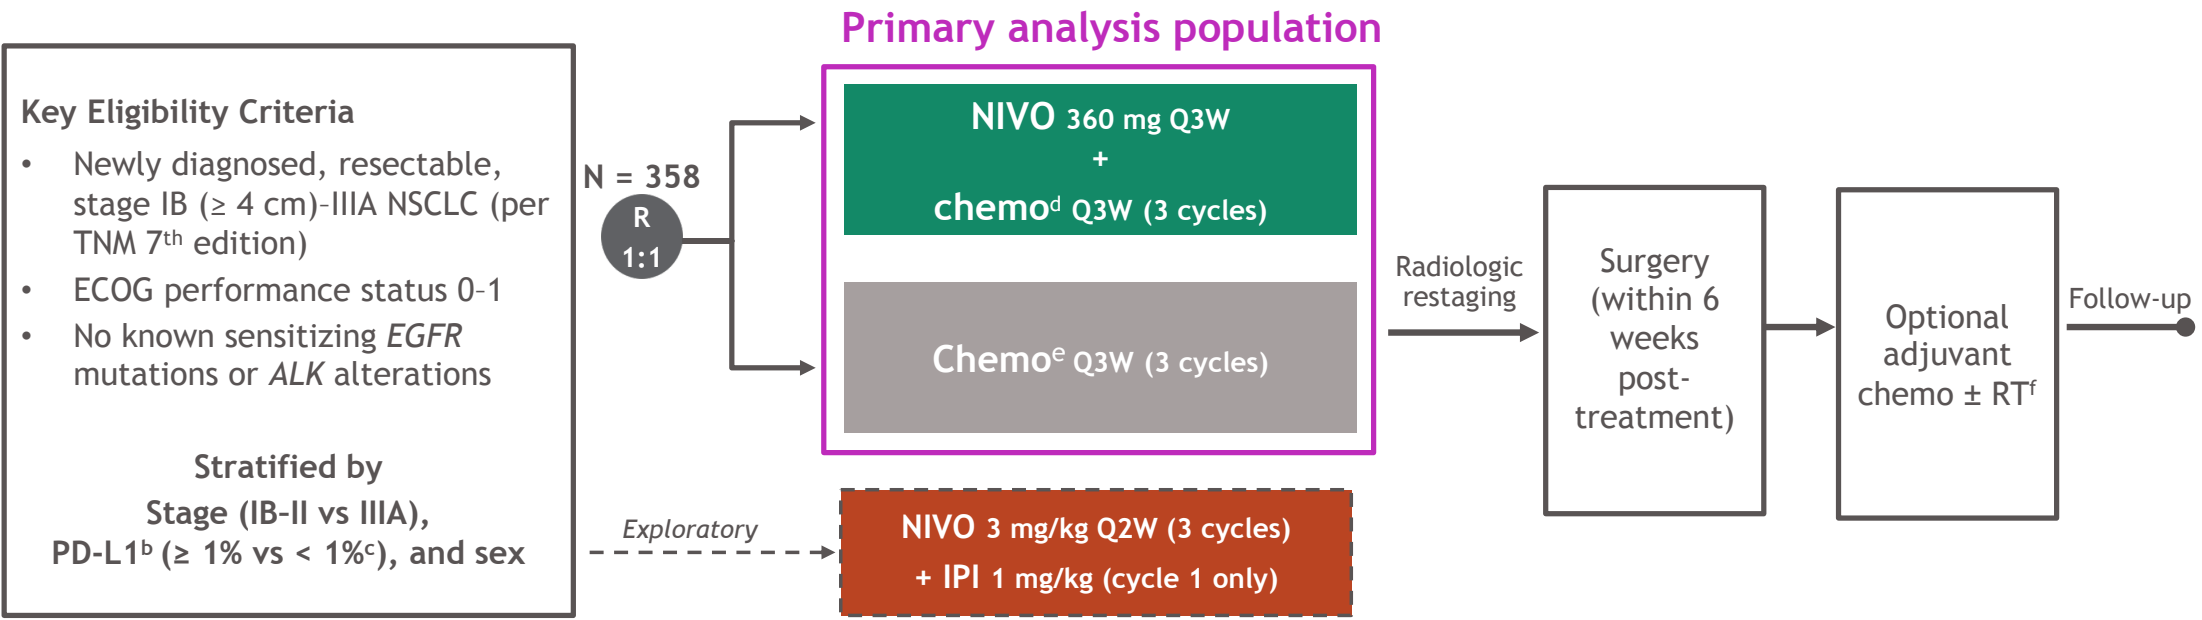 Primary analysis population
Key Eligibility Criteria
• Newly diagnosed, resectable,
stage IB (≥ 4 cm)–IIIA NSCLC (per
TNM 7th edition)
• ECOG performance status 0–1
• No known sensitizing EGFR
mutations or ALK alterations
Stratified by
Stage (IB–II vs IIIA),
PD-L1b (≥ 1% vs < 1%c), and sex
N = 358
R
1:1
NIVO 360 mg Q3W
+
chemod Q3W (3 cycles)
Chemoe Q3W (3 cycles)
Exploratory
NIVO 3 mg/kg Q2W (3 cycles)
+ IPI 1 mg/kg (cycle 1 only)
Radiologic
restaging
Surgery
(within 6
weeks
post-
treatment)
Optional
adjuvant
chemo ± RTf
Follow-up